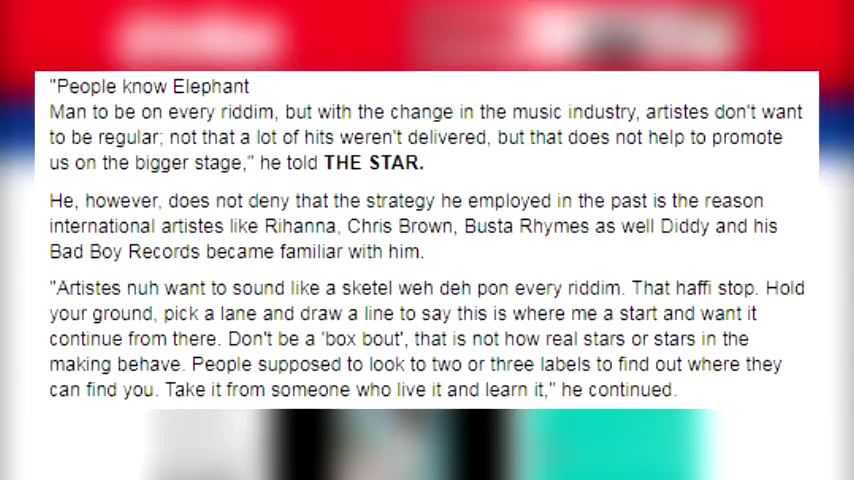 "People know Elephant
Man to be on every riddim, but with the change in the music industry, artistes don't want
to be regular; not that a lot of hits weren't delivered, but that does not help to promote
us on the bigger stage," he told THE STAR.
He, however, does not deny that the strategy he employed in the past is the reason
international artistes like Rihanna, Chris Brown, Busta Rhymes as well Diddy and his
Bad Boy Records became familiar with him.
"Artistes nuh want to sound like a sketel weh deh pon every riddim. That haffi stop. Hold
your ground, pick a lane and draw a line to say this is where me a start and want it
continue from there. Don't be a 'box bout', that is not how real stars or stars in the
making behave. People supposed to look to two or three labels to find out where they
can find you. Take it from someone who live it and learn it," he continued.